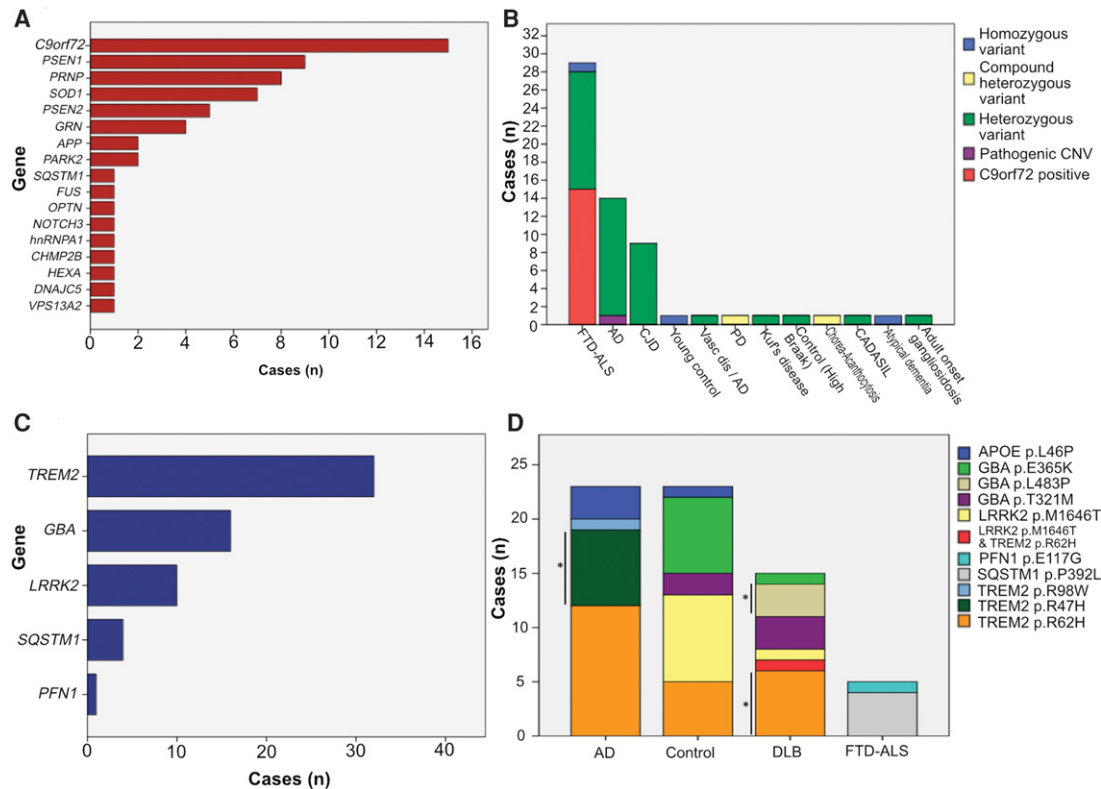 A
C9orf72
PSEN1
PRNP
SOD1
PSEN2
GRN
APP
PARK2
SQSTM1
FUS
OPTN
NOTCH3
hnRNPA1
CHMP2B
HEXA
DNAJC5
VPS13A2
Gene
0 2 4 6 8 10 12 14 16
Cases (n)
B
32
30
28
26
24
22
20
18
16
14
12
10
8
6
4
2
0
Cases (n)
FTD-ALS
AD
CJD
Young control
Vasc dis / AD
PD
Kuf's disease
Control (High
Braak)
Chorea-Acanthocytosis
CADASIL
Atypical dementia
Adult onset
gangliosidosis
Homozygous
variant
Compound
heterozygous
variant
Heterozygous
variant
Pathogenic CNV
C9orf72 positive
C
TREM2
GBA
LRRK2
SQSTM1
PFN1
Gene
0 10 20 30 40
Cases (n)
D
25
20
15
10
5
0
Cases (n)
*
*
*
AD Control DLB FTD-ALS
APOE p.L46P
GBA p.E365K
GBA p.L483P
GBA p.T321M
LRRK2 p.M1646T
LRRK2 p.M1646T
& TREM2 p.R62H
PFN1 p.E117G
SQSTM1 p.P392L
TREM2 p.R98W
TREM2 p.R47H
TREM2 p.R62H